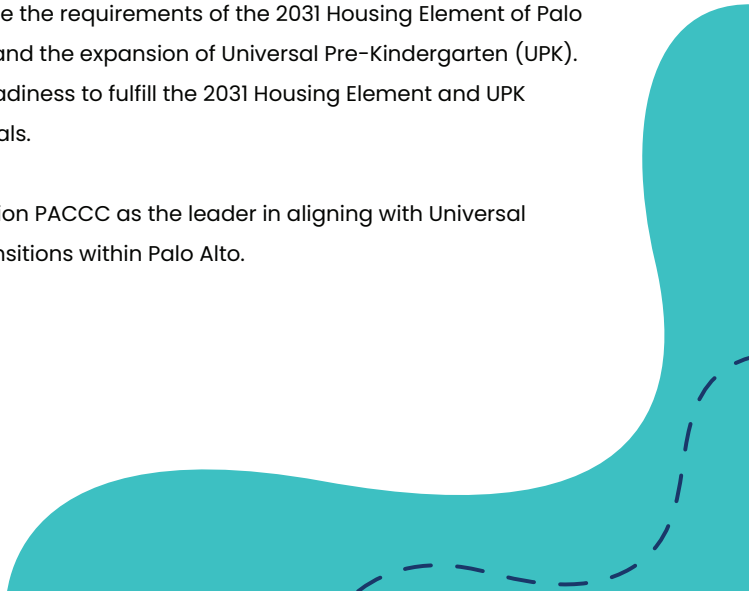 e the requirements of the 2031 Housing Element of Palo
and the expansion of Universal Pre-Kindergarten (UPK).
adiness to fulfill the 2031 Housing Element and UPK
als.
ion PACCC as the leader in aligning with Universal
nsitions within Palo Alto.